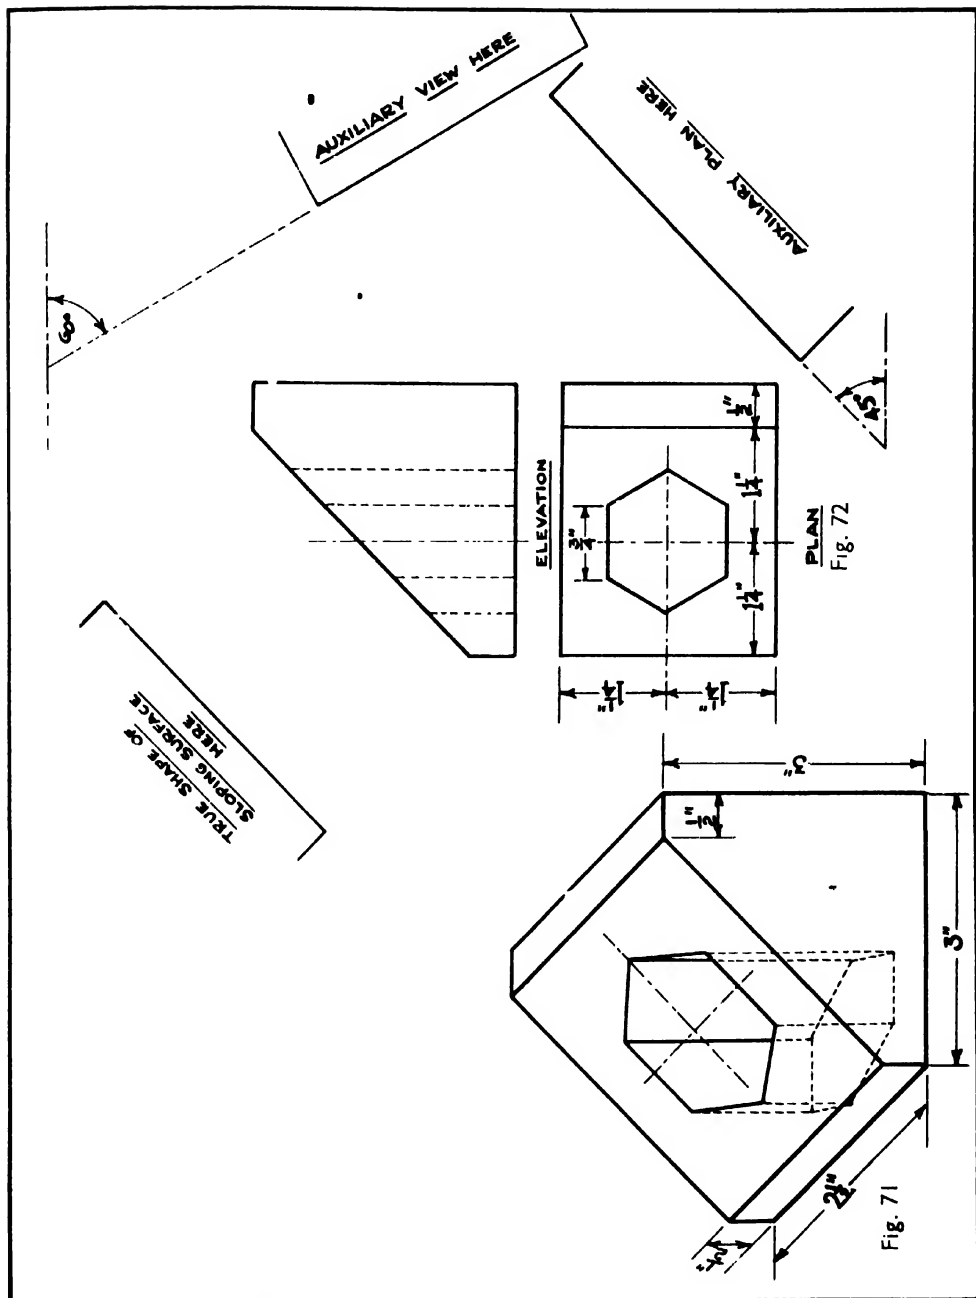 AUXILIARY VIEW HERE
AUXILIARY PLAN HERE
60°
45°
TRUE SHAPE OF
SLOPING SURFACE
HERE
ELEVATION
3/4"
1/2"
1 1/4"
1 1/4"
1 1/4"
1 1/4"
PLAN
Fig. 72
3"
1/2"
3"
2 1/2"
1/2"
Fig. 71